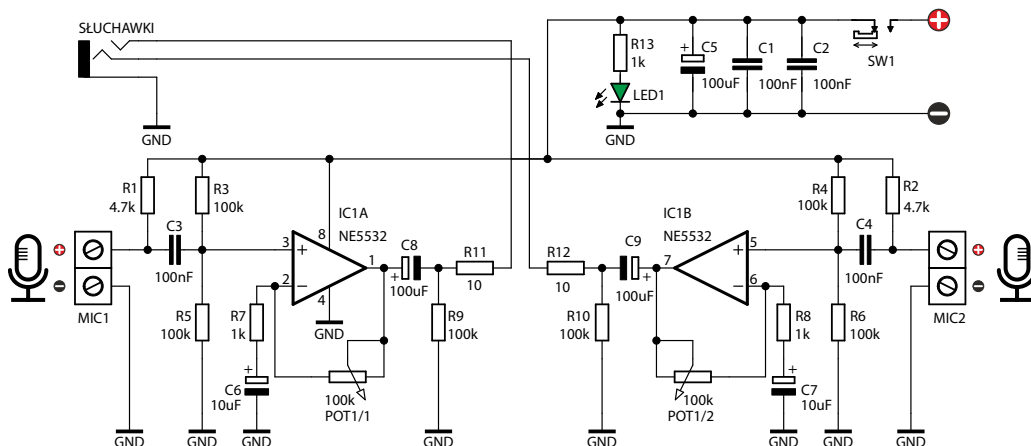 SŁUCHAWKI
GND
R13
1k
LED1
GND
+
C5
100uF
C1
100nF
C2
100nF
SW1
+
−
R1
4.7k
R3
100k
C3
100nF
+
−
MIC1
R5
100k
R7
1k
+
C6
10uF
IC1A
NE5532
8
3
+
2
−
1
4
GND
C8
+
100uF
R11
10
R9
100k
100k
POT1/1
R12
10
C9
+
100uF
R10
100k
IC1B
NE5532
7
+
5
−
6
100k
POT1/2
R8
1k
+
C7
10uF
R4
100k
R2
4.7k
C4
100nF
R6
100k
+
−
MIC2
GND
GND
GND
GND
GND
GND
GND
GND